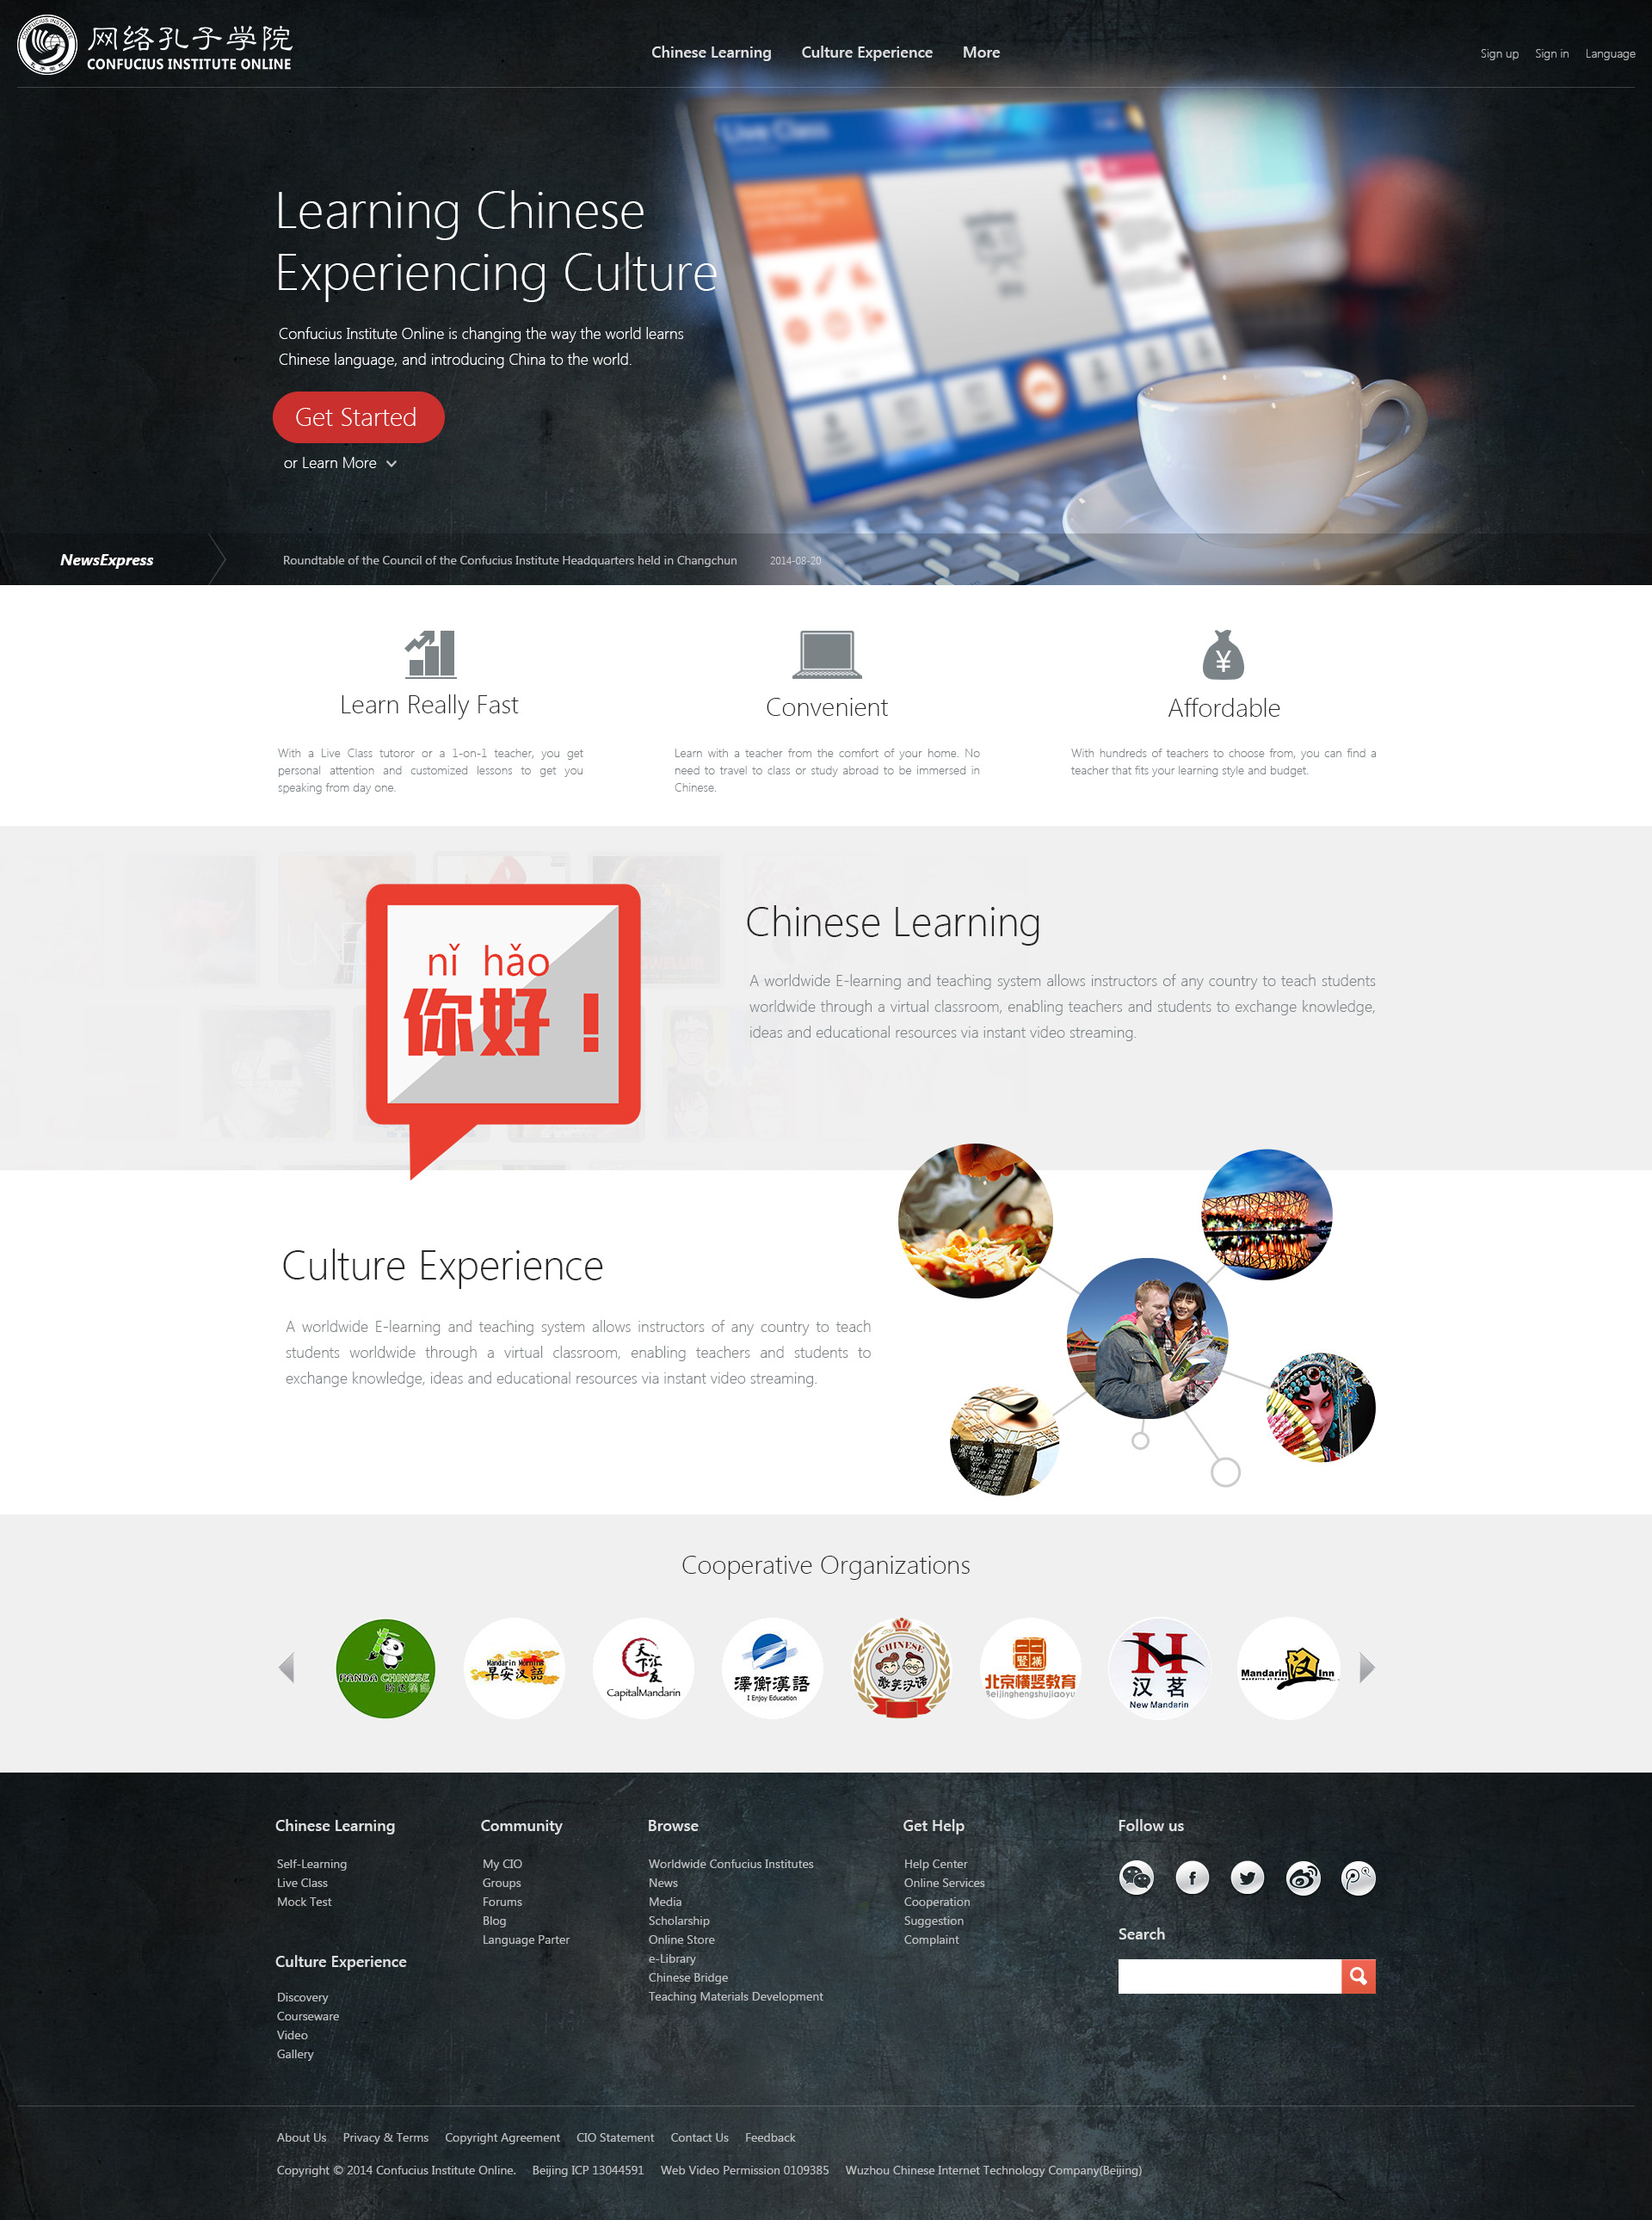 网络孔子学院
CONFUCIUS INSTITUTE ONLINE
Chinese Learning
Culture Experience
More
Sign up
Sign in
Language
Live Class
Learning Chinese
Experiencing Culture
Confucius Institute Online is changing the way the world learns
Chinese language, and introducing China to the world.
Get Started
or Learn More
NewsExpress
Roundtable of the Council of the Confucius Institute Headquarters held in Changchun
2014-08-20
¥
Learn Really Fast
With a Live Class tutoror or a 1-on-1 teacher, you get
personal attention and customized lessons to get you
speaking from day one.
Convenient
Learn with a teacher from the comfort of your home. No
need to travel to class or study abroad to be immersed in
Chinese.
Affordable
With hundreds of teachers to choose from, you can find a
teacher that fits your learning style and budget.
nǐ hǎo
你好！
Chinese Learning
A worldwide E-learning and teaching system allows instructors of any country to teach students
worldwide through a virtual classroom, enabling teachers and students to exchange knowledge,
ideas and educational resources via instant video streaming.
Culture Experience
A worldwide E-learning and teaching system allows instructors of any country to teach
students worldwide through a virtual classroom, enabling teachers and students to
exchange knowledge, ideas and educational resources via instant video streaming.
Cooperative Organizations
PANDA CHINESE
Mandarin Morning
早安汉語
天下汇友
CapitalMandarin
澤衡漢語
I Enjoy Education
CHINESE
微笑汉语
一一竖横
北京横竖教育
Beijinghengshujiaoyu
H
汉茗
New Mandarin
Mandarin 汉 Inn
Chinese Learning
Self-Learning
Live Class
Mock Test
Culture Experience
Discovery
Courseware
Video
Gallery
Community
My CIO
Groups
Forums
Blog
Language Parter
Browse
Worldwide Confucius Institutes
News
Media
Scholarship
Online Store
e-Library
Chinese Bridge
Teaching Materials Development
Get Help
Help Center
Online Services
Cooperation
Suggestion
Complaint
Follow us
f
Search
About Us
Privacy & Terms
Copyright Agreement
CIO Statement
Contact Us
Feedback
Copyright © 2014 Confucius Institute Online.
Beijing ICP 13044591
Web Video Permission 0109385
Wuzhou Chinese Internet Technology Company(Beijing)